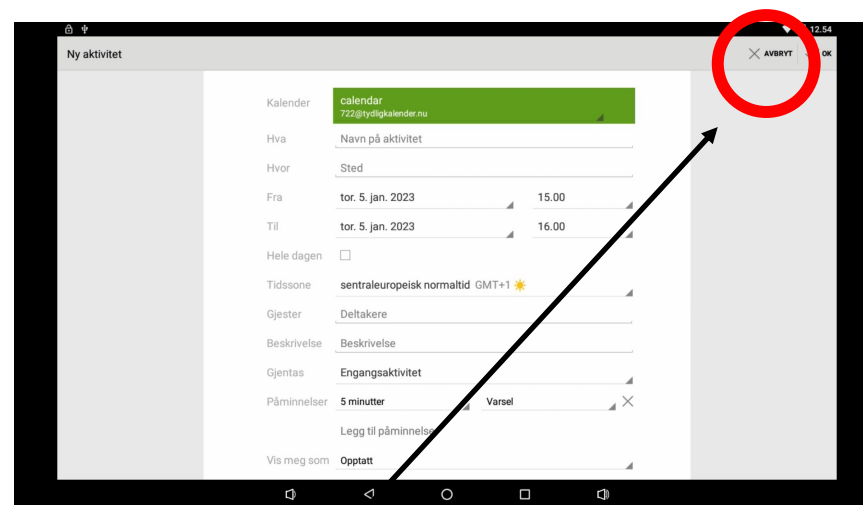 12.54
Ny aktivitet AVBRYT OK
Kalender calendar
722@tydligkalender.nu
Hva Navn på aktivitet
Hvor Sted
Fra tor. 5. jan. 2023 15.00
Til tor. 5. jan. 2023 16.00
Hele dagen
Tidssone sentraleuropeisk normaltid GMT+1
Gjester Deltakere
Beskrivelse Beskrivelse
Gjentas Engangsaktivitet
Påminnelser 5 minutter Varsel
Legg til påminnelse
Vis meg som Opptatt